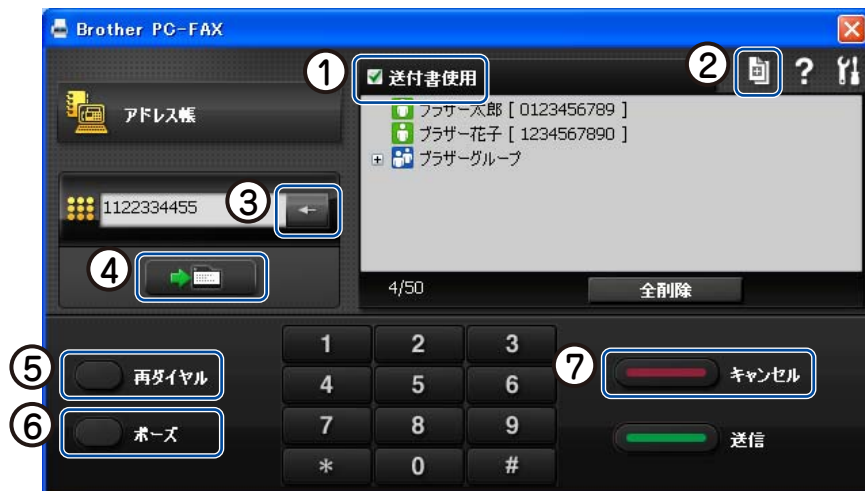 Brother PC-FAX
① 送付書使用 ② ?
アドレス帳
ブラザー太郎 [ 0123456789 ]
ブラザー花子 [ 1234567890 ]
ブラザーグループ
1122334455 ③
④
4/50 全削除
1 2 3
4 5 6
7 8 9
* 0 #
⑤ 再ダイヤル
⑥ ポーズ
⑦ キャンセル
送信